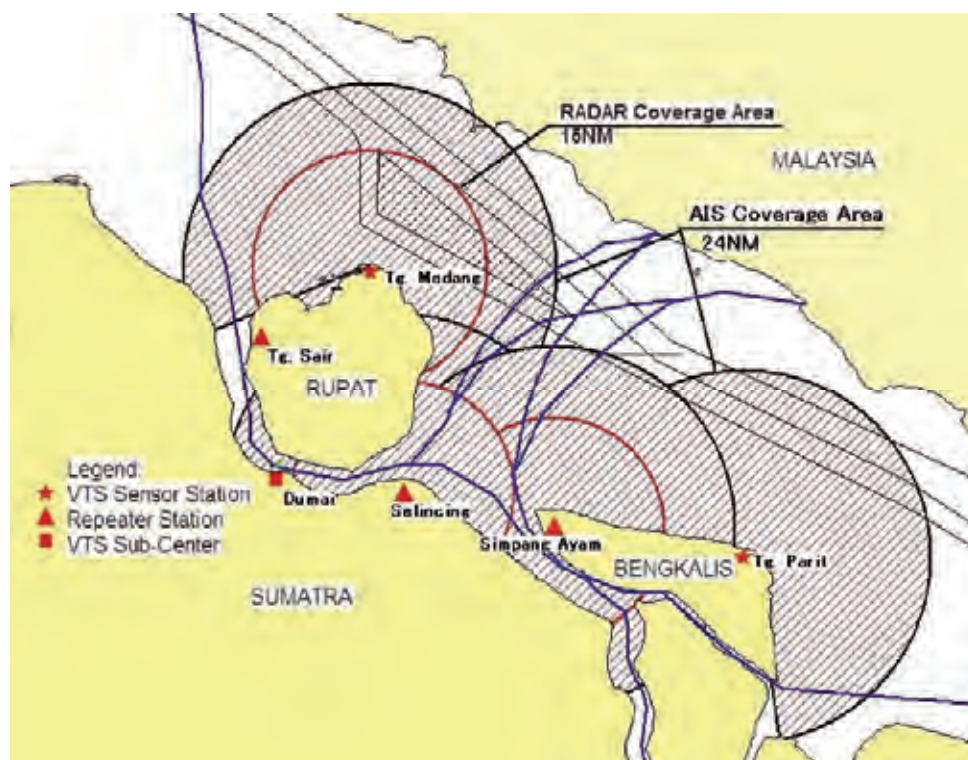 RADAR Coverage Area
15NM
MALAYSIA
AIS Coverage Area
24NM
Tg. Medang
Tg. Sair
RUPAT
Legend:
VTS Sensor Station
Repeater Station
VTS Sub-Center
Dumai
Selincing
Simpang Ayam
BENGKALIS
Tg. Parit
SUMATRA